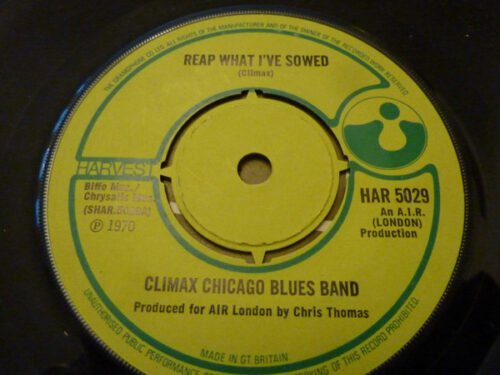 THE GRAMOPHONE CO. LTD. ALL RIGHTS OF THE MANUFACTURER AND OF THE OWNER OF THE RECORDED WORK RESERVED.
REAP WHAT I'VE SOWED
(Climax)
HARVEST
Biffo Mus./
Chrysalis Mus.
(SHAR.5029A)
℗ 1970
HAR 5029
An A.I.R.
(LONDON)
Production
CLIMAX CHICAGO BLUES BAND
Produced for AIR London by Chris Thomas
MADE IN GT BRITAIN
UNAUTHORISED PUBLIC PERFORMANCE BROADCASTING OF THIS RECORD PROHIBITED.